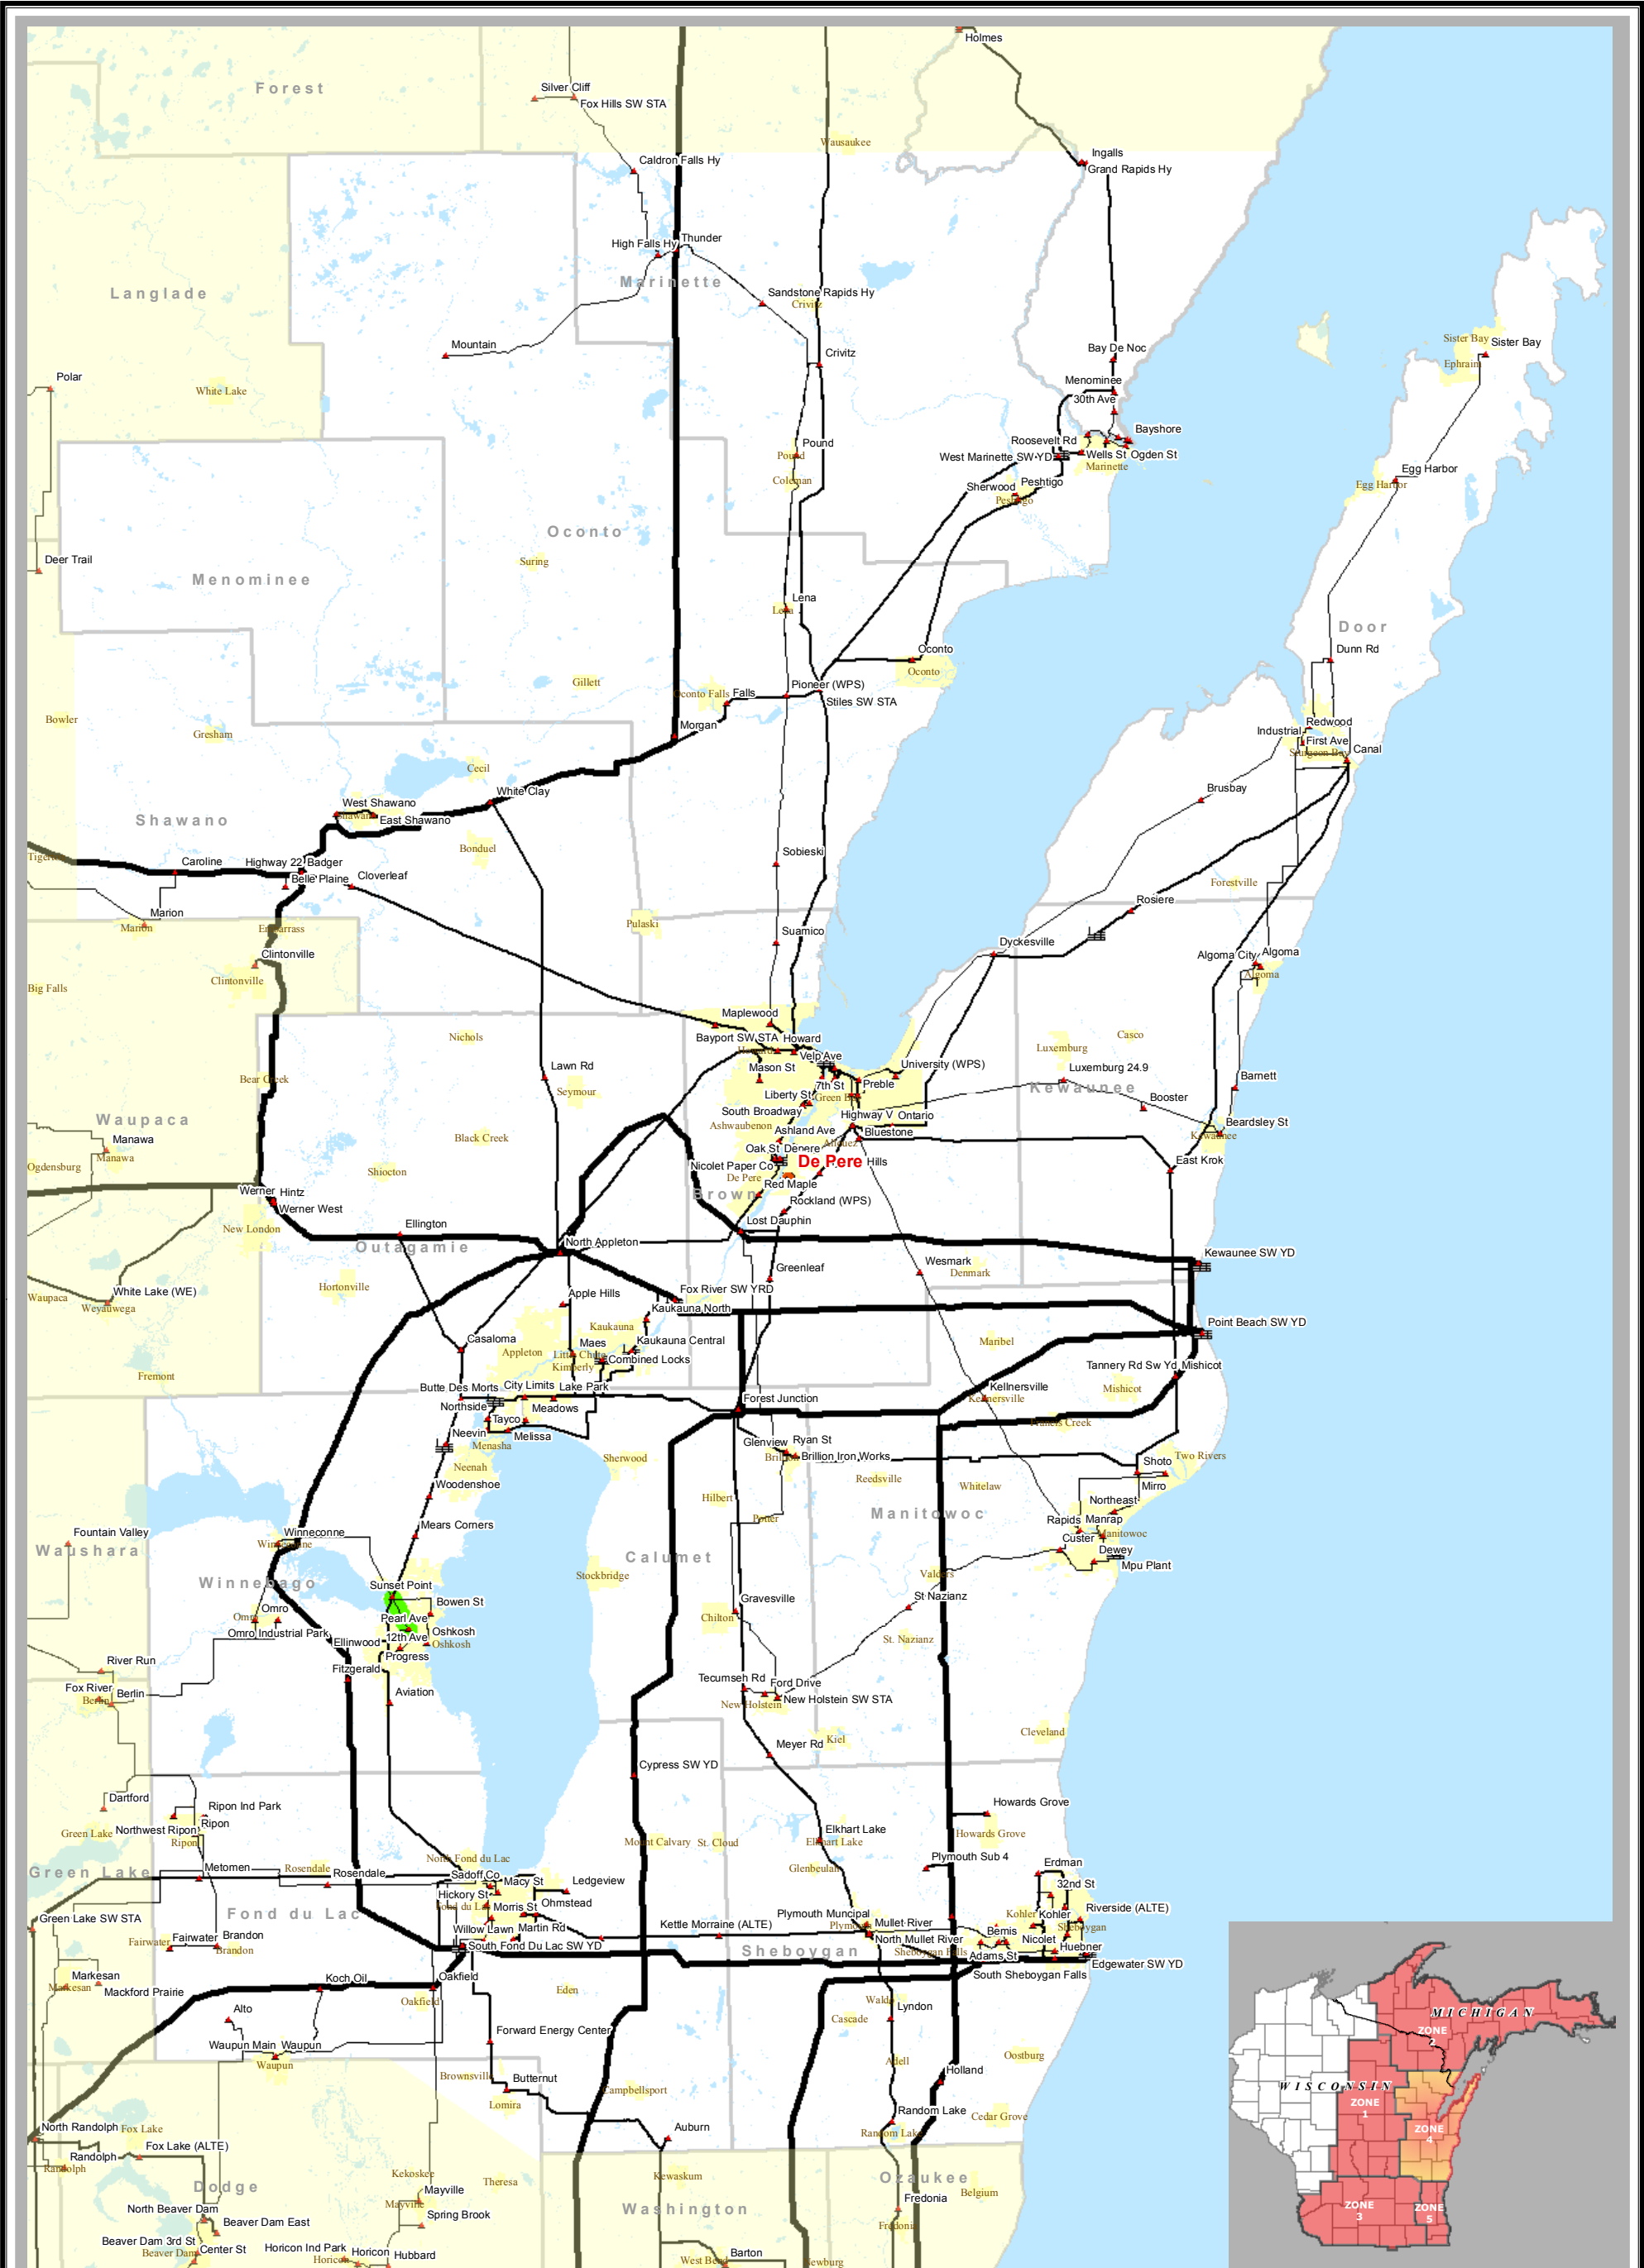 Holmes
Forest
Silver Cliff
Fox Hills SW STA
Wausaukee
Ingalls
Caldron Falls Hy
Grand Rapids Hy
Thunder
High Falls Hy
Marinette
Langlade
Sandstone Rapids Hy
Crivitz
Sister Bay
Sister Bay
Mountain
Bay De Noc
Crivitz
Ephraim
Polar
Menominee
White Lake
30th Ave
Bayshore
Roosevelt Rd
Pound
West Marinette SW YD
Wells St
Ogden St
Pound
Marinette
Egg Harbor
Coleman
Sherwood
Peshtigo
Egg Harbor
Peshtigo
Oconto
Deer Trail
Suring
Menominee
Lena
Lena
Door
Dunn Rd
Oconto
Oconto
Gillett
Pioneer (WPS)
Oconto Falls
Falls
Stiles SW STA
Bowler
Morgan
Redwood
Gresham
Industrial
First Ave
Canal
Sturgeon Bay
Cecil
White Clay
Brusbay
West Shawano
Shawano
East Shawano
Shawano
Bonduel
Sobieski
Tigerton
Caroline
Highway 22
Badger
Belle Plaine
Cloverleaf
Forestville
Rosiere
Marion
Marion
Embarrass
Pulaski
Suamico
Dyckesville
Clintonville
Algoma City
Algoma
Clintonville
Algoma
Big Falls
Maplewood
Nichols
Bayport SW STA
Howard
Casco
Howard
Velp Ave
Luxemburg
Lawn Rd
Mason St
University (WPS)
Luxemburg 24.9
Bear Creek
7th St
Preble
Barnett
Seymour
Liberty St
Green Bay
Kewaunee
Booster
South Broadway
Highway V
Ontario
Waupaca
Ashwaubenon
Beardsley St
Manawa
Black Creek
Ashland Ave
Bluestone
Kewaunee
Manawa
Allouez
Oak St
Depere
De Pere
Hills
East Krok
Ogdensburg
Shiocton
Nicolet Paper Co
De Pere
Red Maple
Werner
Hintz
Brown
Rockland (WPS)
Werner West
New London
Ellington
Lost Dauphin
Outagamie
North Appleton
Kewaunee SW YD
Greenleaf
Wesmark
Denmark
Hortonville
White Lake (WE)
Waupaca
Weyauwega
Apple Hills
Fox River SW YRD
Kaukauna North
Point Beach SW YD
Kaukauna
Casaloma
Maes
Kaukauna Central
Maribel
Appleton
Little Chute
Combined Locks
Kimberly
Tannery Rd Sw Yd
Mishicot
Fremont
Butte Des Morts
City Limits
Lake Park
Kellnersville
Mishicot
Northside
Meadows
Forest Junction
Kellnersville
Tayco
Francis Creek
Neevin
Melissa
Glenview
Ryan St
Menasha
Sherwood
Brillion
Brillion Iron Works
Two Rivers
Neenah
Shoto
Woodenshoe
Reedsville
Whitelaw
Mirro
Hilbert
Northeast
Mears Corners
Potter
Manitowoc
Rapids
Manrap
Fountain Valley
Winneconne
Custer
Manitowoc
Winneconne
Waushara
Calumet
Dewey
Mpu Plant
Winnebago
Stockbridge
Valders
Sunset Point
Bowen St
Gravesville
St Nazianz
Omro
Pearl Ave
Omro
Chilton
Omro Industrial Park
12th Ave
Oshkosh
Ellinwood
Oshkosh
St. Nazianz
Progress
River Run
Fitzgerald
Tecumseh Rd
Ford Drive
Fox River
Berlin
Aviation
New Holstein SW STA
Berlin
New Holstein
Cleveland
Kiel
Meyer Rd
Cypress SW YD
Dartford
Ripon Ind Park
Howards Grove
Green Lake
Northwest Ripon
Ripon
Elkhart Lake
Howards Grove
Ripon
Mount Calvary
St. Cloud
Elkhart Lake
North Fond du Lac
Plymouth Sub 4
Erdman
Green Lake
Metomen
Rosendale
Rosendale
Glenbeulah
Sadoff Co
Macy St
Ledgeview
32nd St
Hickory St
Ohmstead
Fond du Lac
Fond du Lac
Morris St
Plymouth Muncipal
Kohler
Kohler
Riverside (ALTE)
Green Lake SW STA
Kettle Morraine (ALTE)
Mullet River
Plymouth
Sheboygan
Willow Lawn
Martin Rd
Bemis
Fairwater
Brandon
North Mullet River
Nicolet
Fairwater
Brandon
South Fond Du Lac SW YD
Sheboygan
Sheboygan Falls
Huebner
Adams St
Edgewater SW YD
Markesan
Koch Oil
Oakfield
South Sheboygan Falls
Markesan
Mackford Prairie
Eden
Oakfield
Waldo
Alto
Lyndon
Cascade
MICHIGAN
Forward Energy Center
ZONE
2
Waupun Main
Waupun
Waupun
Adell
Oostburg
Brownsville
Butternut
Campbellsport
Holland
WISCONSIN
Lomira
ZONE
1
Random Lake
Cedar Grove
North Randolph
Fox Lake
Auburn
Random Lake
ZONE
4
Randolph
Fox Lake (ALTE)
Randolph
Kekoskee
Theresa
Kewaskum
Ozaukee
Dodge
Mayville
Belgium
Mayville
Fredonia
ZONE
3
ZONE
5
North Beaver Dam
Washington
Beaver Dam East
Spring Brook
Fredonia
Beaver Dam 3rd St
Center St
Horicon Ind Park
Horicon
Hubbard
Beaver Dam
Horicon
West Bend
Barton
Newburg